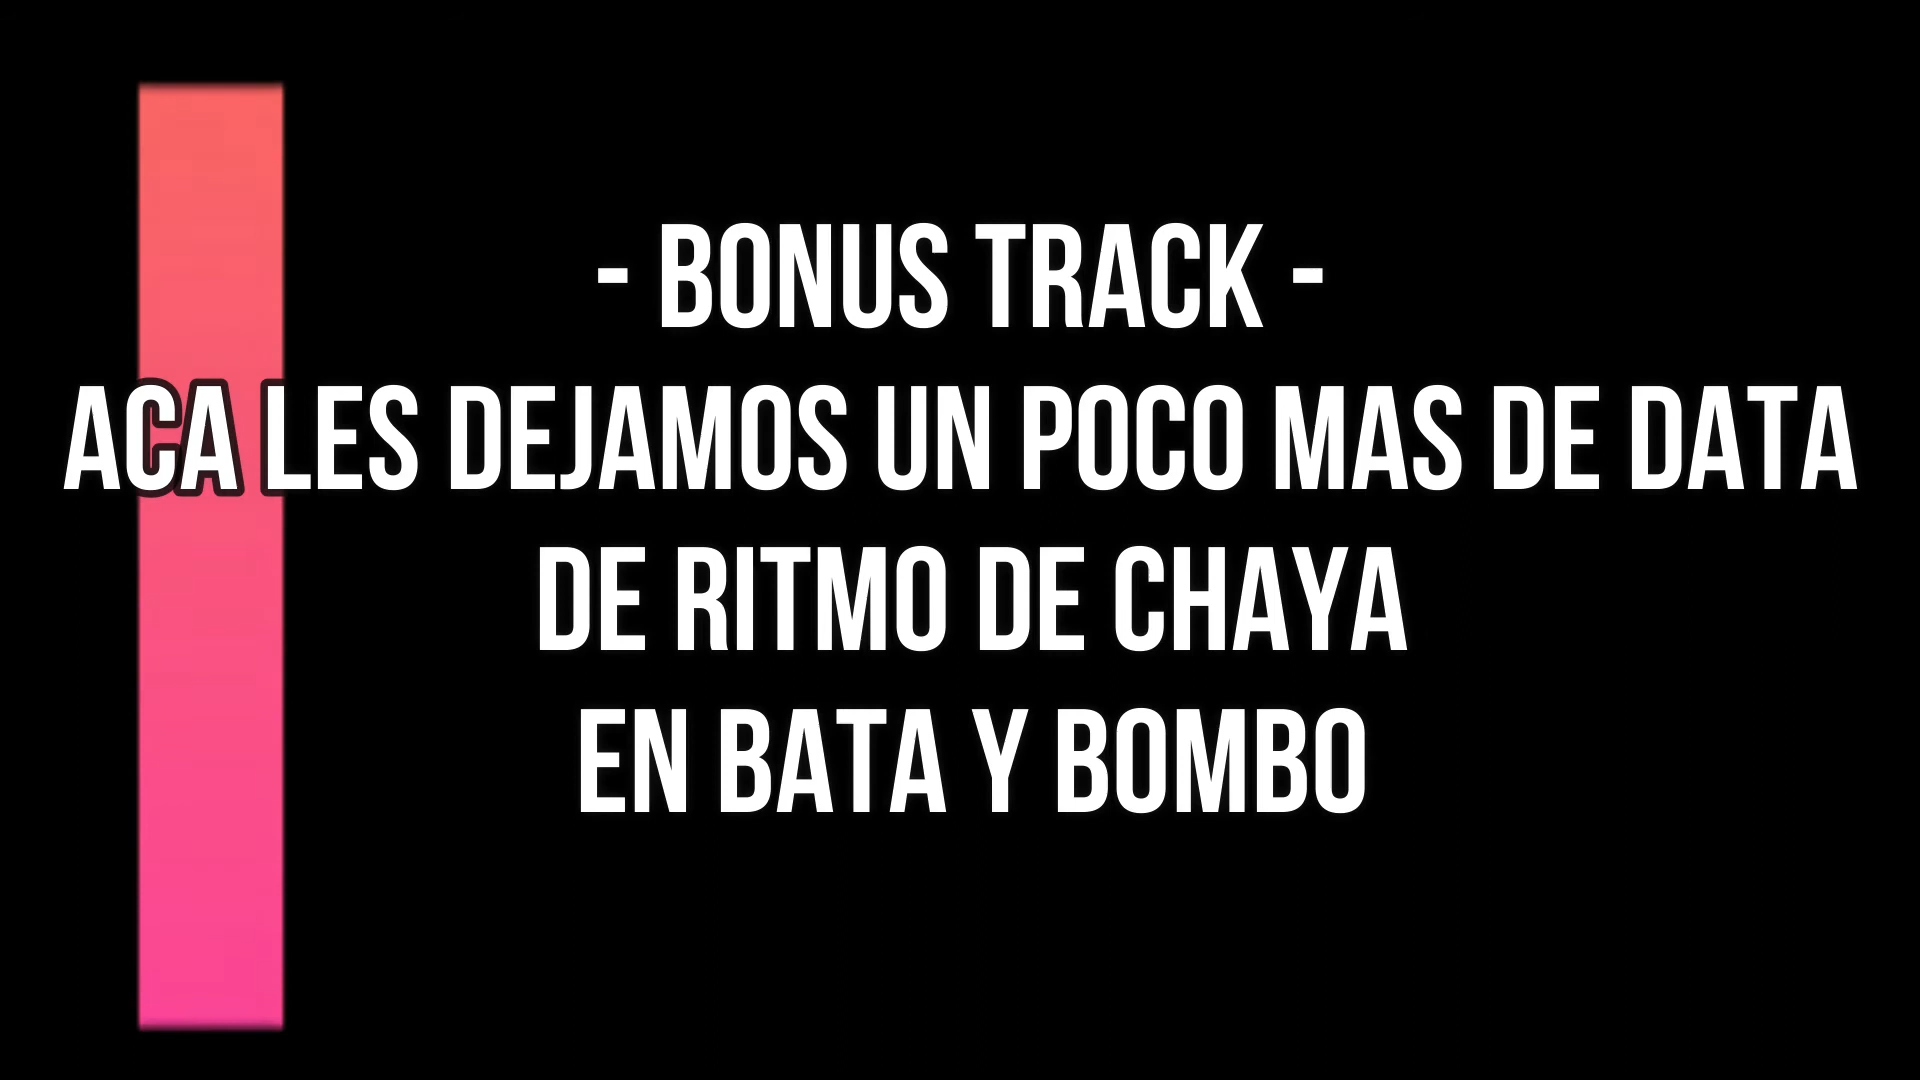 - BONUS TRACK -
ACA LES DEJAMOS UN POCO MAS DE DATA
DE RITMO DE CHAYA
EN BATA Y BOMBO